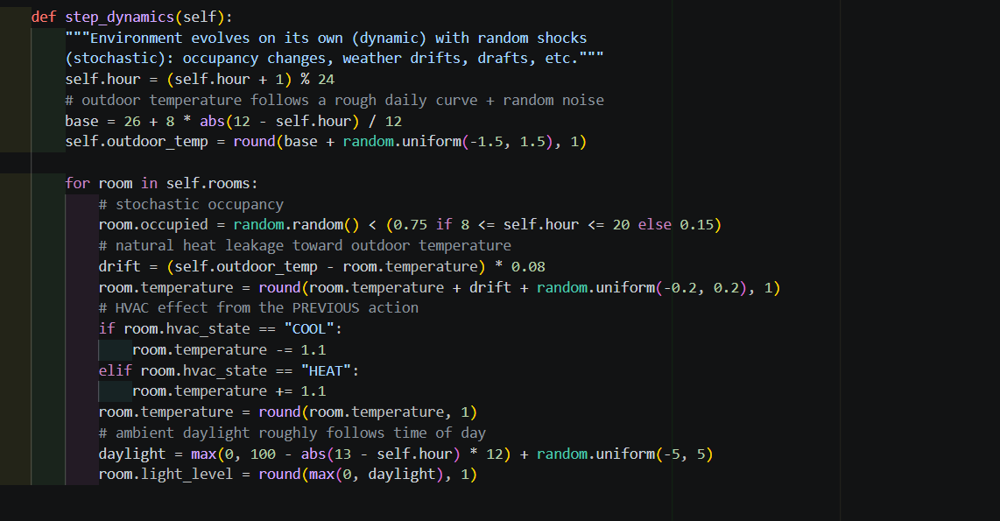 def step_dynamics(self):
"""Environment evolves on its own (dynamic) with random shocks
(stochastic): occupancy changes, weather drifts, drafts, etc."""
self.hour = (self.hour + 1) % 24
# outdoor temperature follows a rough daily curve + random noise
base = 26 + 8 * abs(12 - self.hour) / 12
self.outdoor_temp = round(base + random.uniform(-1.5, 1.5), 1)
for room in self.rooms:
# stochastic occupancy
room.occupied = random.random() < (0.75 if 8 <= self.hour <= 20 else 0.15)
# natural heat leakage toward outdoor temperature
drift = (self.outdoor_temp - room.temperature) * 0.08
room.temperature = round(room.temperature + drift + random.uniform(-0.2, 0.2), 1)
# HVAC effect from the PREVIOUS action
if room.hvac_state == "COOL":
room.temperature -= 1.1
elif room.hvac_state == "HEAT":
room.temperature += 1.1
room.temperature = round(room.temperature, 1)
# ambient daylight roughly follows time of day
daylight = max(0, 100 - abs(13 - self.hour) * 12) + random.uniform(-5, 5)
room.light_level = round(max(0, daylight), 1)